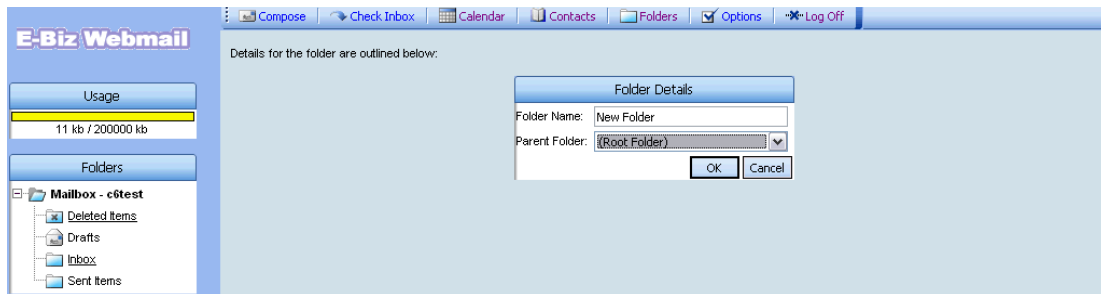 Compose Check Inbox Calendar Contacts Folders Options Log Off
E-Biz Webmail
Details for the folder are outlined below:
Usage
11 kb / 200000 kb
Folders
Mailbox - c6test
Deleted Items
Drafts
Inbox
Sent Items
Folder Details
Folder Name: New Folder
Parent Folder: (Root Folder)
OK Cancel